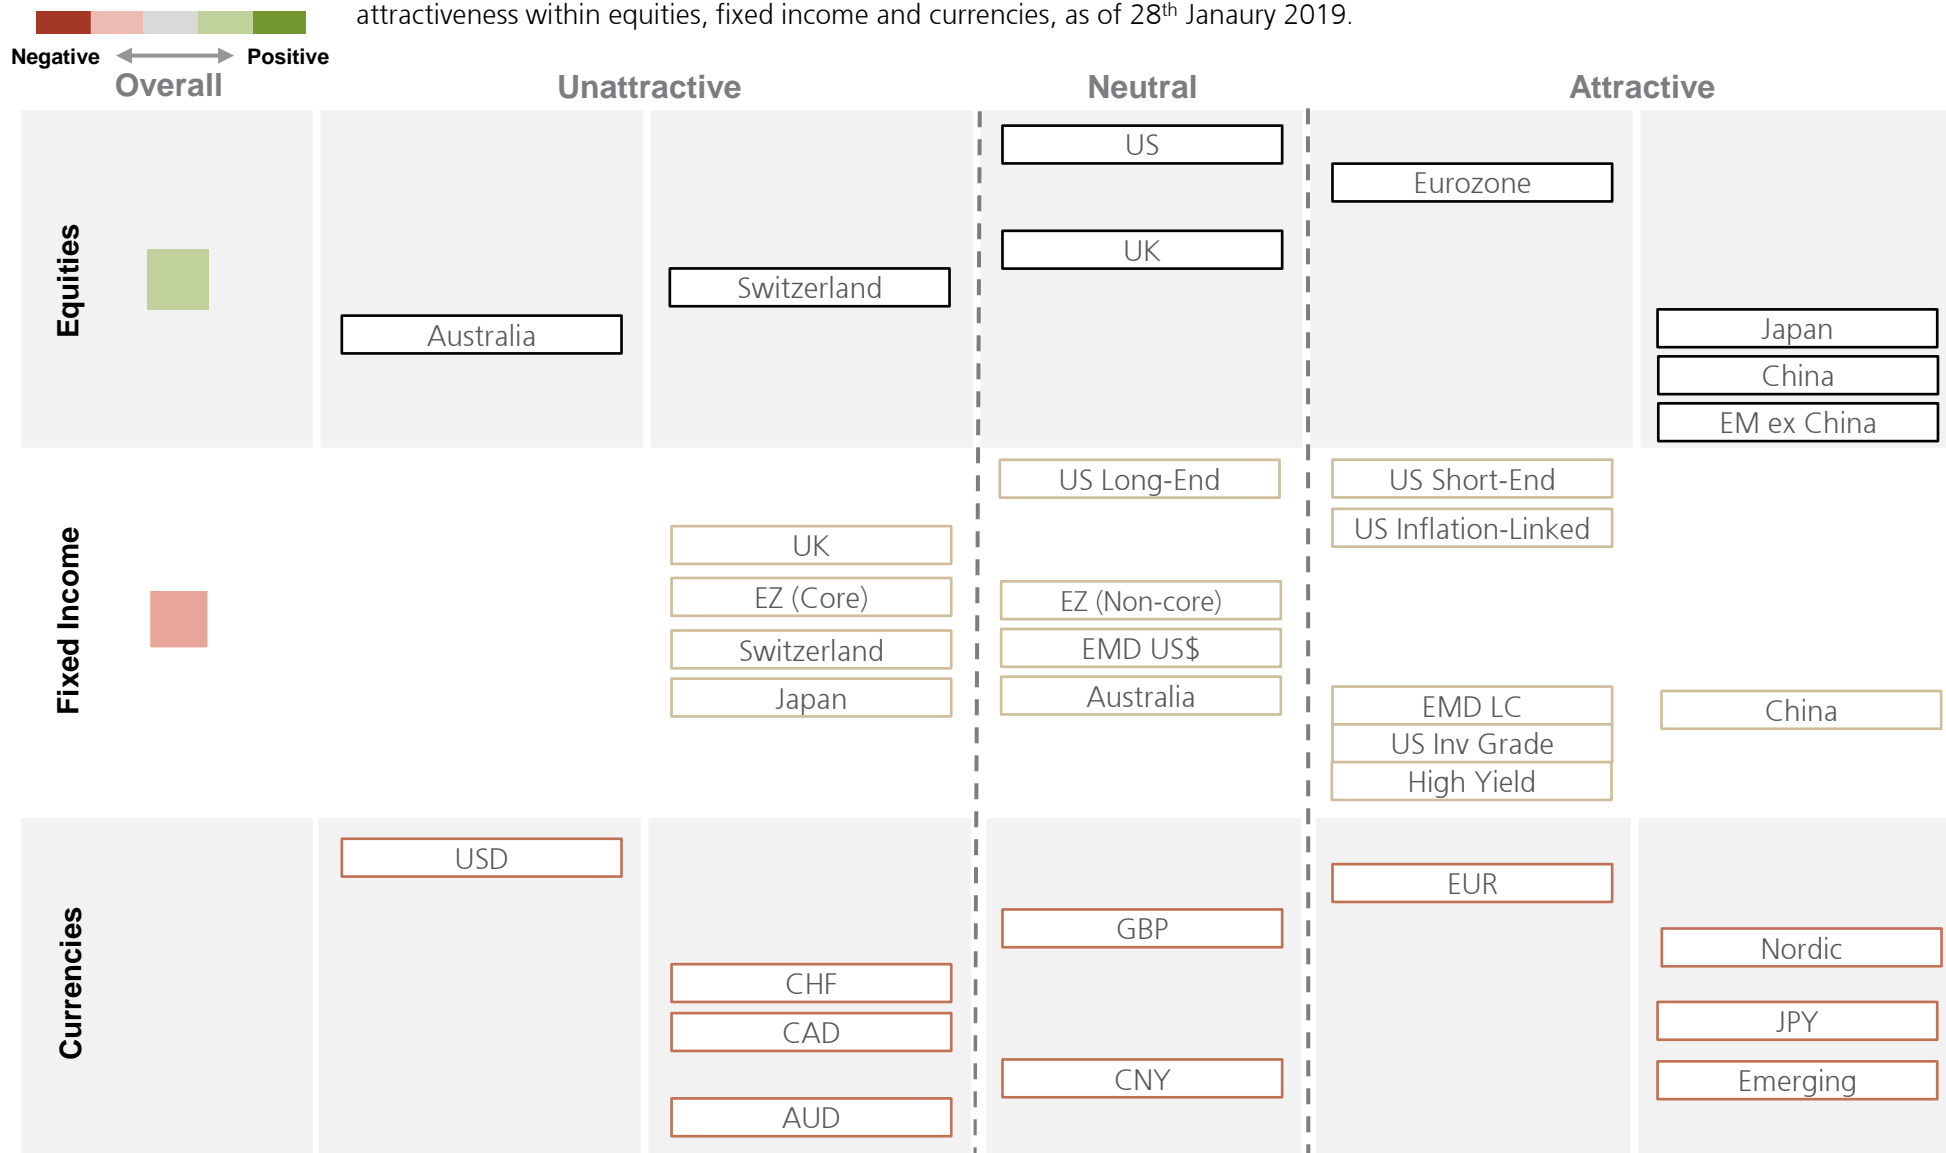 attractiveness within equities, fixed income and currencies, as of 28th Janaury 2019.
Negative Positive
Overall Unattractive Neutral Attractive
Equities
US
Eurozone
UK
Switzerland
Australia
Japan
China
EM ex China
Fixed Income
US Long-End
US Short-End
US Inflation-Linked
UK
EZ (Core)
EZ (Non-core)
Switzerland
EMD US$
Japan
Australia
EMD LC
China
US Inv Grade
High Yield
Currencies
USD
EUR
GBP
Nordic
CHF
CAD
JPY
CNY
Emerging
AUD